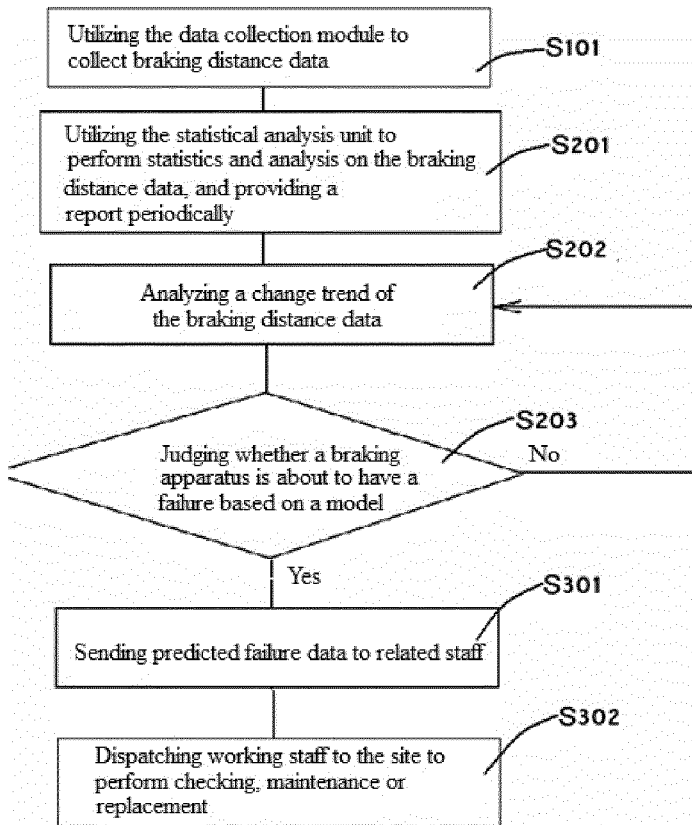 Utilizing the data collection module to
collect braking distance data
S101
Utilizing the statistical analysis unit to
perform statistics and analysis on the braking
distance data, and providing a
report periodically
S201
S202
Analyzing a change trend of
the braking distance data
S203
Judging whether a braking
apparatus is about to have a
failure based on a model
No
Yes
S301
Sending predicted failure data to related staff
S302
Dispatching working staff to the site to
perform checking, maintenance or
replacement